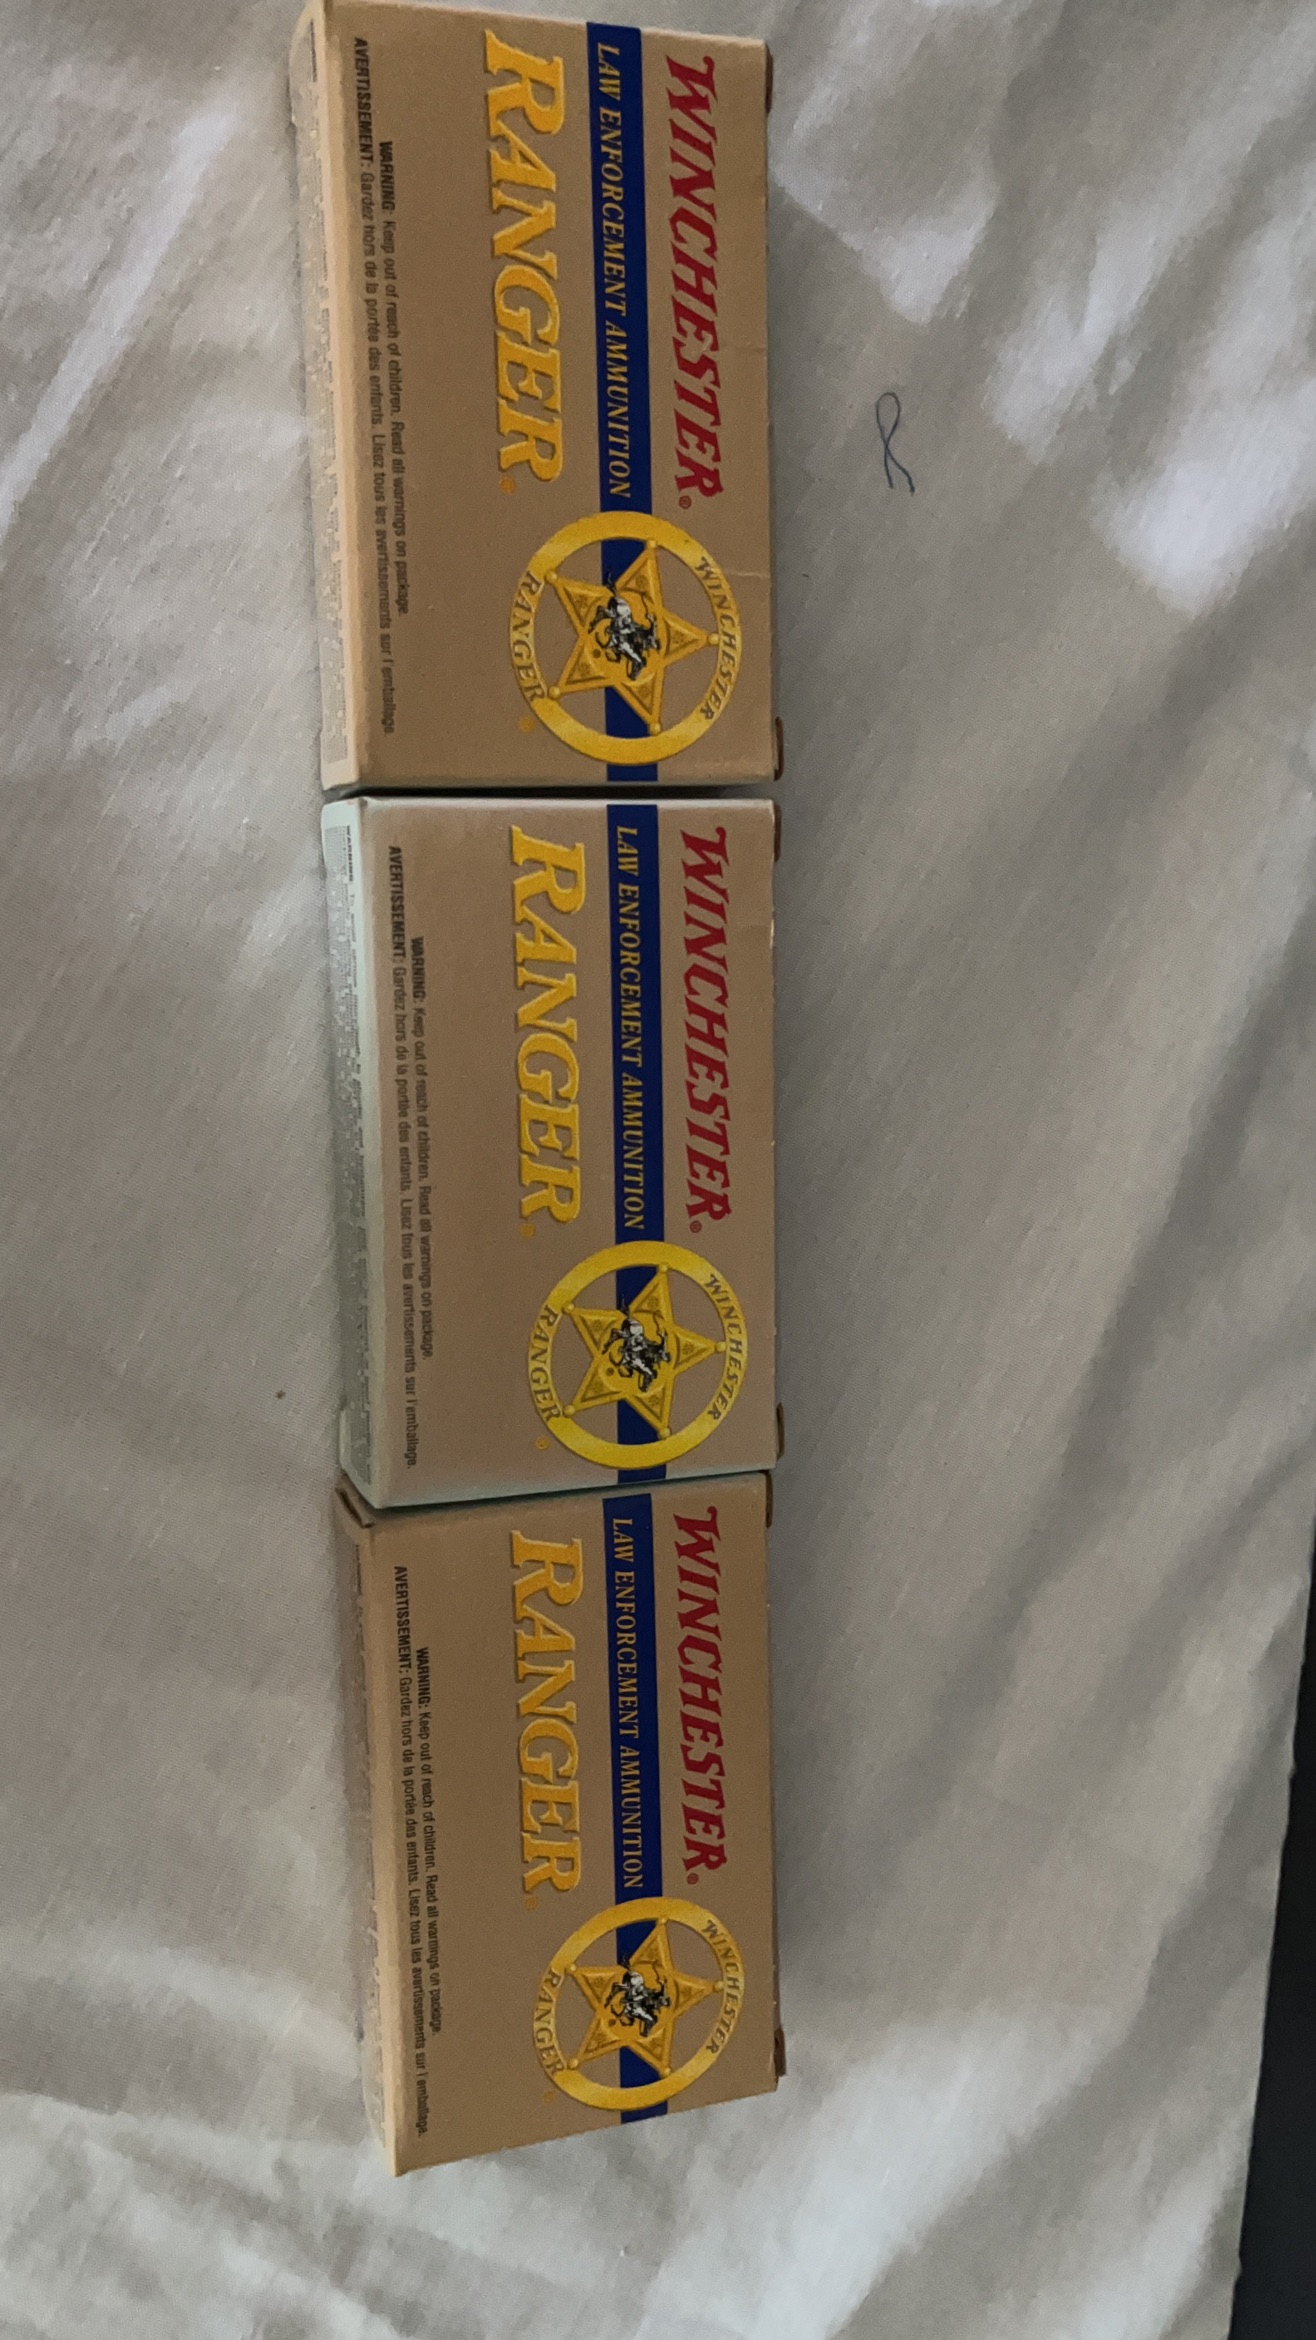 WINCHESTER®
LAW ENFORCEMENT AMMUNITION
RANGER®
WINCHESTER
RANGER ®
WARNING: Keep out of reach of children. Read all warnings on package.
AVERTISSEMENT: Gardez hors de la portée des enfants. Lisez tous les avertissements sur l'emballage.
WINCHESTER®
LAW ENFORCEMENT AMMUNITION
RANGER®
WINCHESTER
RANGER ®
WARNING: Keep out of reach of children. Read all warnings on package.
AVERTISSEMENT: Gardez hors de la portée des enfants. Lisez tous les avertissements sur l'emballage.
WARNING:
WINCHESTER®
LAW ENFORCEMENT AMMUNITION
RANGER®
WINCHESTER
RANGER ®
WARNING: Keep out of reach of children. Read all warnings on package.
AVERTISSEMENT: Gardez hors de la portée des enfants. Lisez tous les avertissements sur l'emballage.